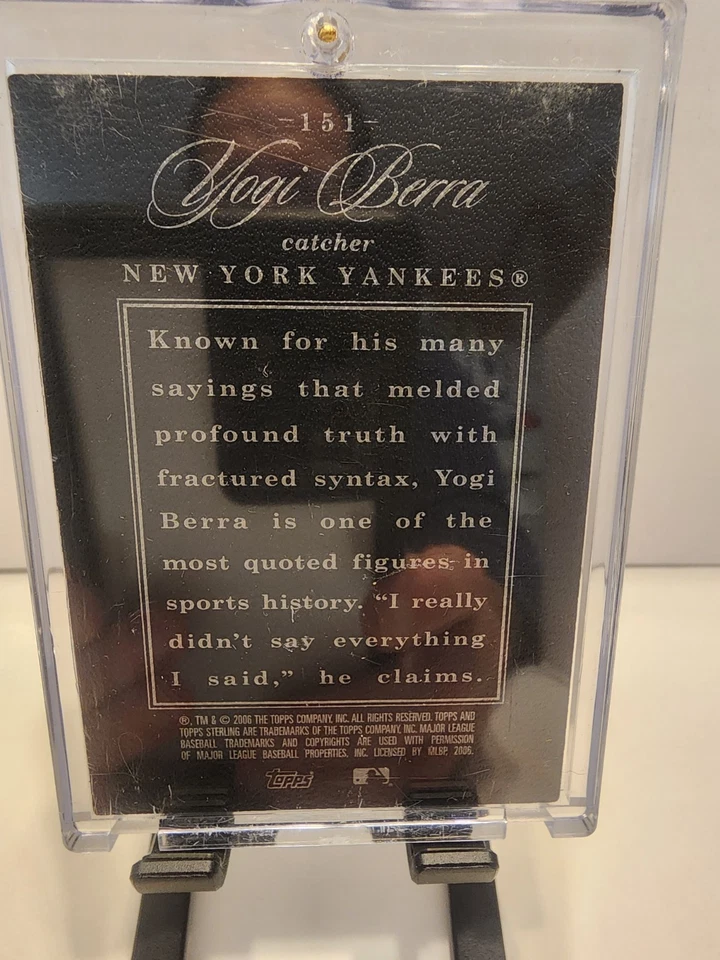 -151-
Yogi Berra
catcher
NEW YORK YANKEES®
Known for his many
sayings that melded
profound truth with
fractured syntax, Yogi
Berra is one of the
most quoted figures in
sports history. “I really
didn’t say everything
I said,” he claims.
®, TM & © 2006 THE TOPPS COMPANY, INC. ALL RIGHTS RESERVED. TOPPS AND
TOPPS STERLING ARE TRADEMARKS OF THE TOPPS COMPANY, INC. MAJOR LEAGUE
BASEBALL TRADEMARKS AND COPYRIGHTS ARE USED WITH PERMISSION
OF MAJOR LEAGUE BASEBALL PROPERTIES, INC. LICENSED BY MLBP, 2006.
topps